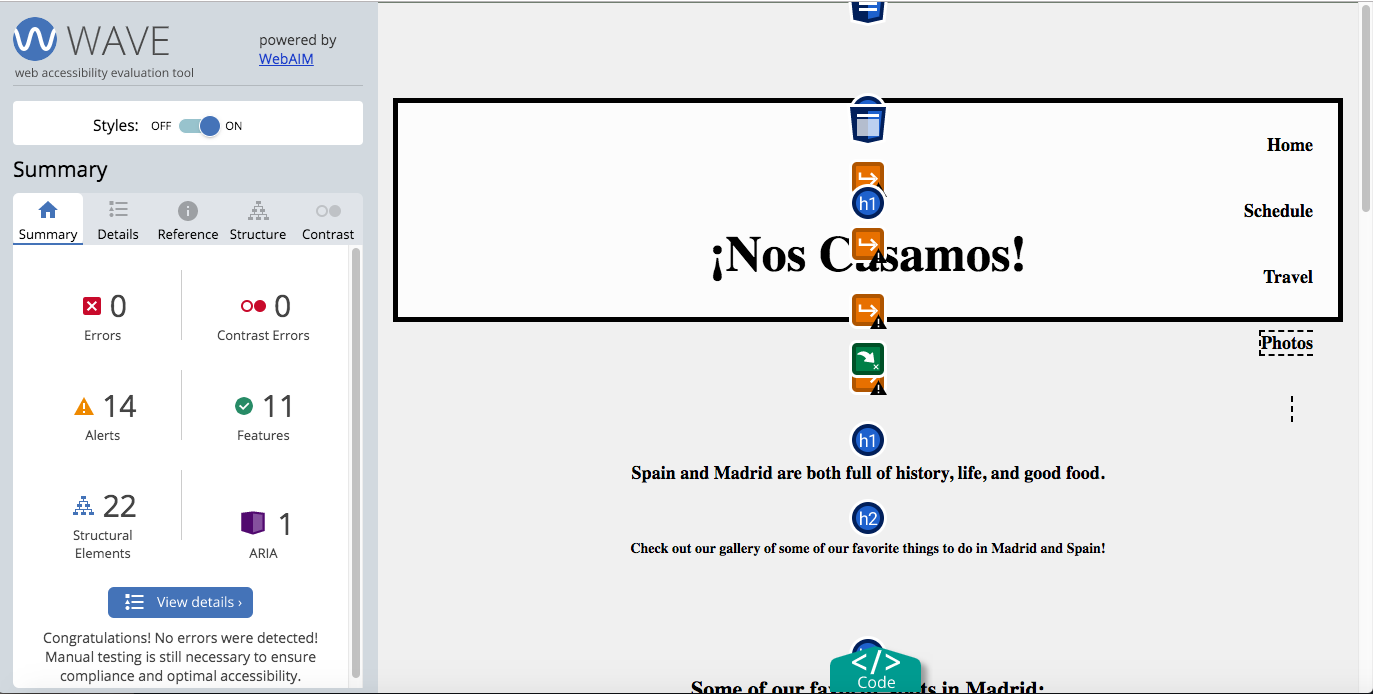 WAVE
web accessibility evaluation tool
powered by
WebAIM
Styles: OFF ON
Summary
Summary Details Reference Structure Contrast
0
Errors
0
Contrast Errors
14
Alerts
11
Features
22
Structural
Elements
1
ARIA
View details ›
Congratulations! No errors were detected!
Manual testing is still necessary to ensure
compliance and optimal accessibility.
Home
h1
Schedule
¡Nos Casamos!
Travel
Photos
h1
Spain and Madrid are both full of history, life, and good food.
h2
Check out our gallery of some of our favorite things to do in Madrid and Spain!
</>
Code
Some of our in Madrid: